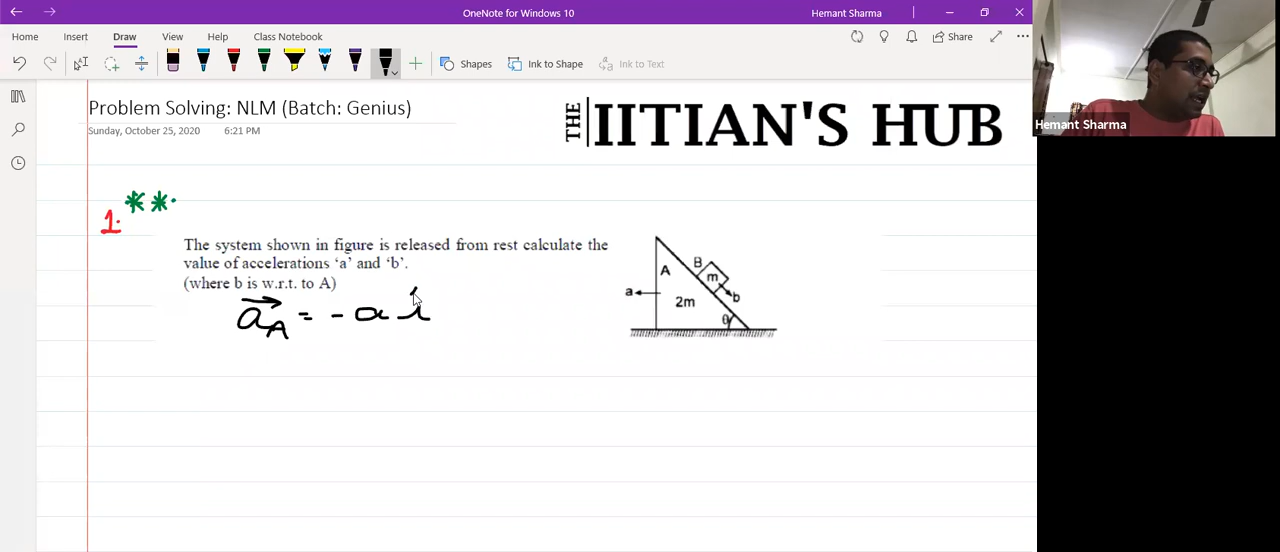 OneNote for Windows 10
Hemant Sharma
Home Insert Draw View Help Class Notebook
Share
Shapes Ink to Shape Ink to Text
Problem Solving: NLM (Batch: Genius)
Sunday, October 25, 2020 6:21 PM
THE IITIAN'S HUB
Hemant Sharma
1. **.
The system shown in figure is released from rest calculate the
value of accelerations 'a' and 'b'.
(where b is w.r.t. to A)
a_A = - a i
B
A
m
a
b
2m
θ